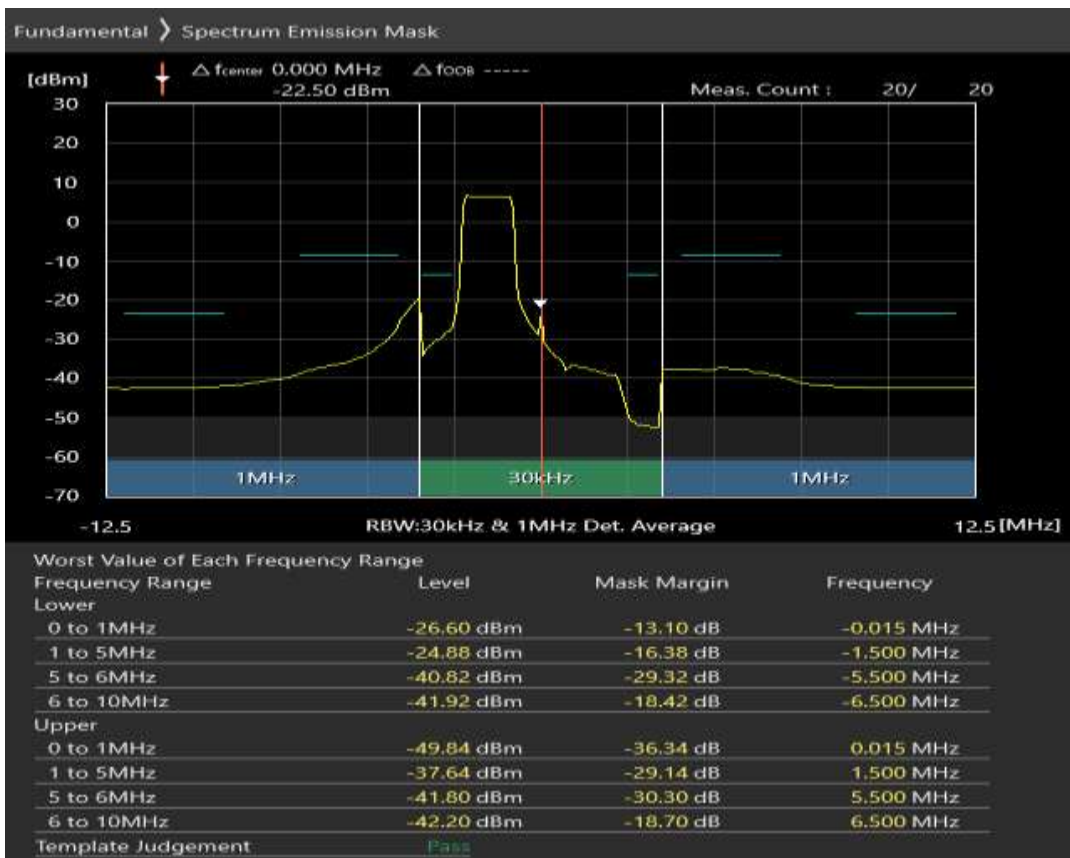 Fundamental ❯ Spectrum Emission Mask
[dBm] △ fcenter 0.000 MHz △ fOOB -----
-22.50 dBm Meas. Count : 20/ 20
30
20
10
0
-10
-20
-30
-40
-50
-60
-70
1MHz 30kHz 1MHz
-12.5 RBW:30kHz & 1MHz Det. Average 12.5 [MHz]
Worst Value of Each Frequency Range
Frequency Range Level Mask Margin Frequency
Lower
0 to 1MHz -26.60 dBm -13.10 dB -0.015 MHz
1 to 5MHz -24.88 dBm -16.38 dB -1.500 MHz
5 to 6MHz -40.82 dBm -29.32 dB -5.500 MHz
6 to 10MHz -41.92 dBm -18.42 dB -6.500 MHz
Upper
0 to 1MHz -49.84 dBm -36.34 dB 0.015 MHz
1 to 5MHz -37.64 dBm -29.14 dB 1.500 MHz
5 to 6MHz -41.80 dBm -30.30 dB 5.500 MHz
6 to 10MHz -42.20 dBm -18.70 dB 6.500 MHz
Template Judgement Pass